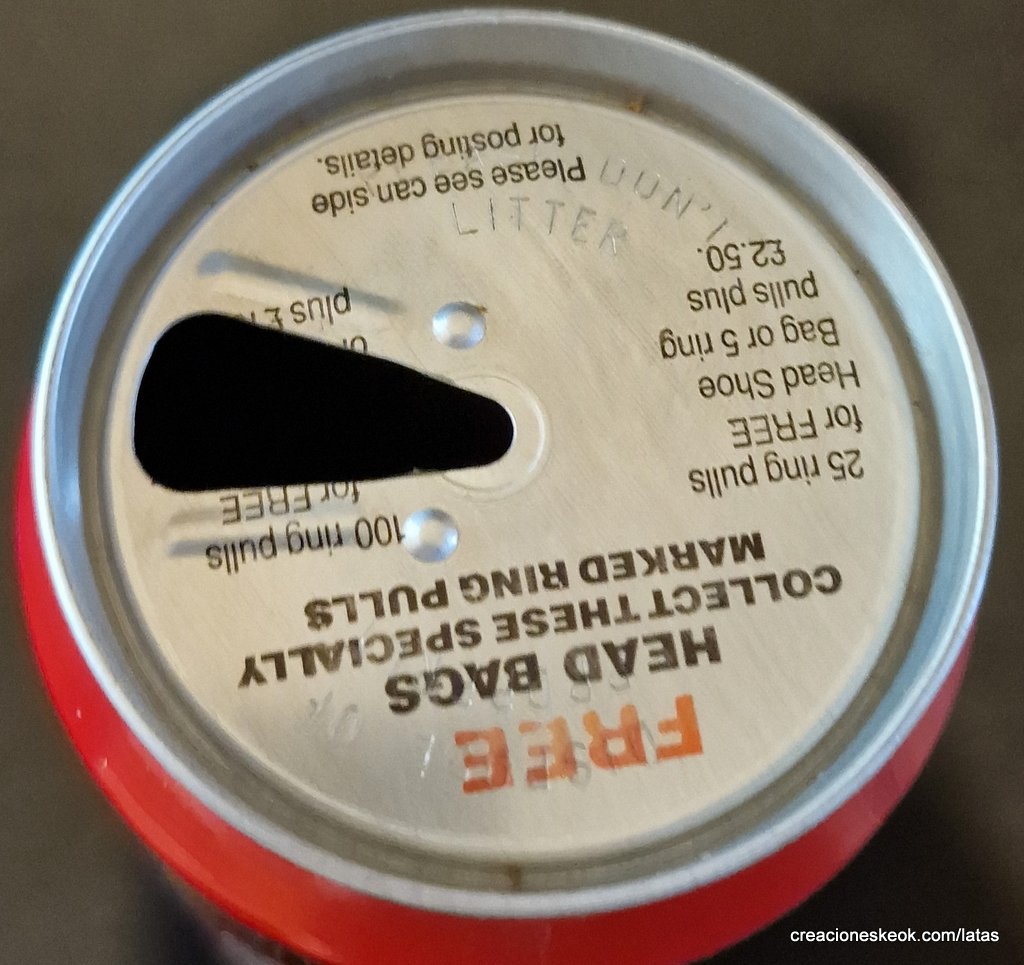 FREE
HEAD BAGS
COLLECT THESE SPECIALLY
MARKED RING PULLS
25 ring pulls
for FREE
Head Shoe
Bag or 5 ring
pulls plus
£2.50.
100 ring pulls
for FREE
plus £
Please see can side
for posting details.
DON'T
LITTER
creacioneskeok.com/latas